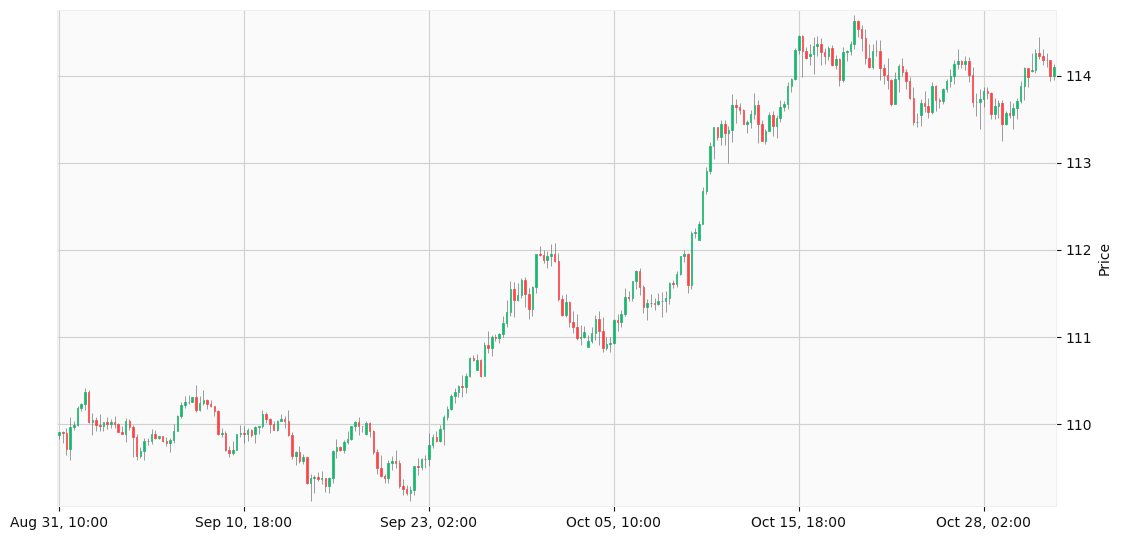 114
113
112
111
110
Price
Aug 31, 10:00
Sep 10, 18:00
Sep 23, 02:00
Oct 05, 10:00
Oct 15, 18:00
Oct 28, 02:00